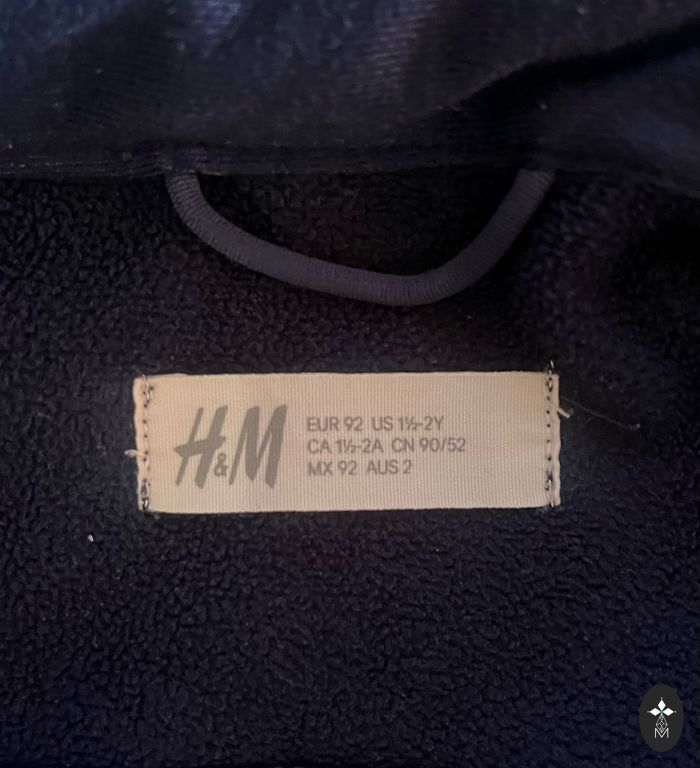 H&M
EUR 92 US 1½-2Y
CA 1½-2A CN 90/52
MX 92 AUS 2
M